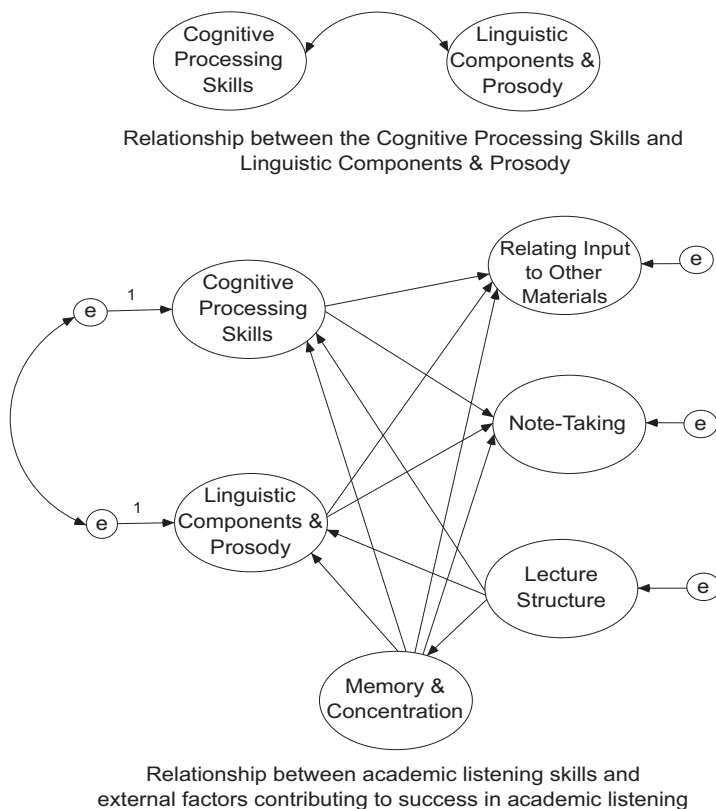 Cognitive
Processing
Skills
Linguistic
Components &
Prosody
Relationship between the Cognitive Processing Skills and
Linguistic Components & Prosody
Relating Input
to Other
Materials
e
Cognitive
Processing
Skills
1
e
Note-Taking
e
Linguistic
Components &
Prosody
1
e
Lecture
Structure
e
Memory &
Concentration
Relationship between academic listening skills and
external factors contributing to success in academic listening